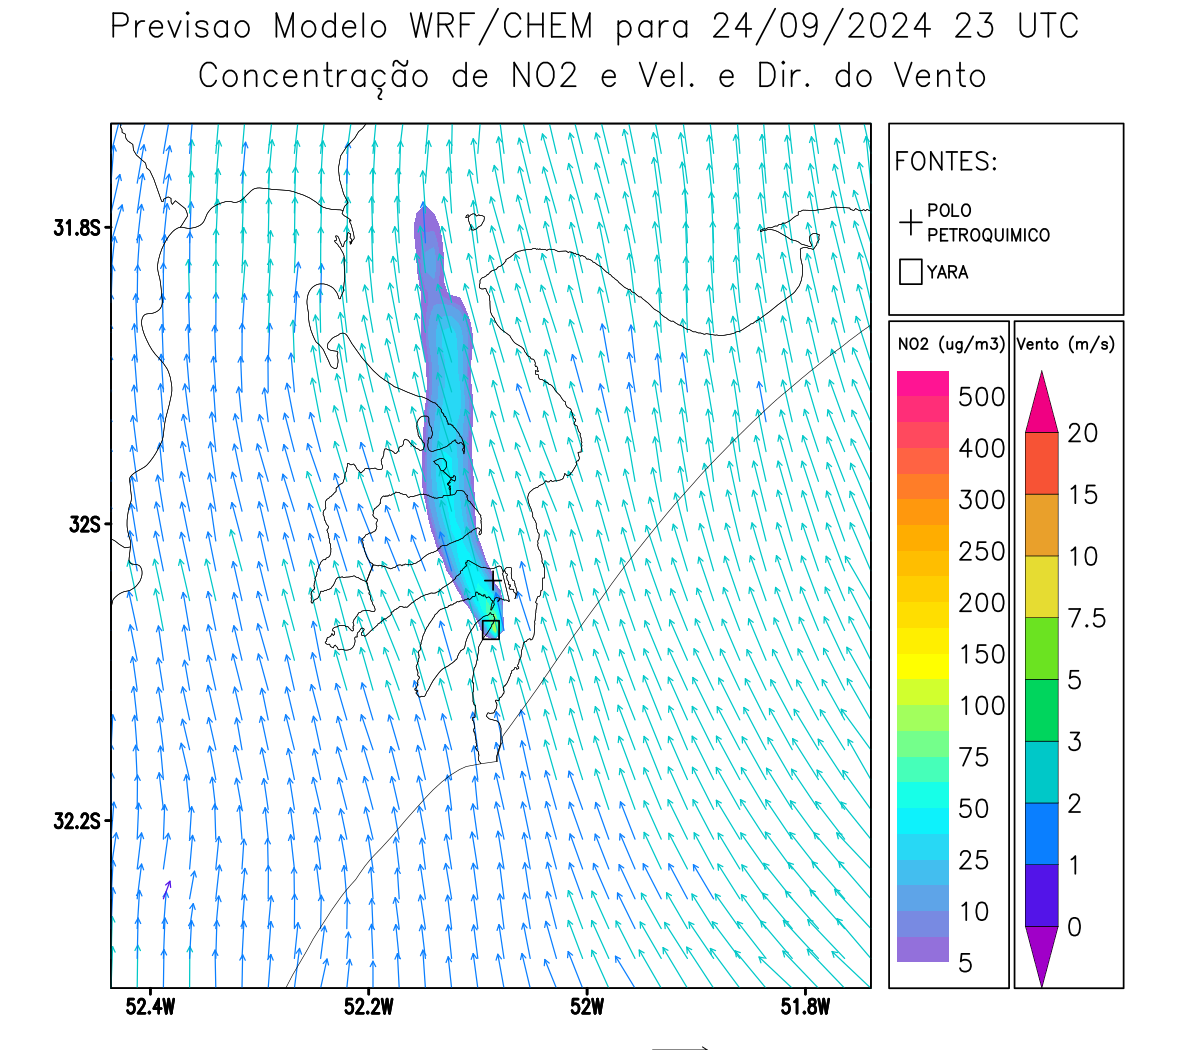 Previsao Modelo WRF/CHEM para 24/09/2024 23 UTC
Concentração de NO2 e Vel. e Dir. do Vento
FONTES:
POLO
PETROQUIMICO
YARA
NO2 (ug/m3)
500
400
300
250
200
150
100
75
50
25
10
5
Vento (m/s)
20
15
10
7.5
5
3
2
1
0
31.8S
32S
32.2S
52.4W
52.2W
52W
51.8W